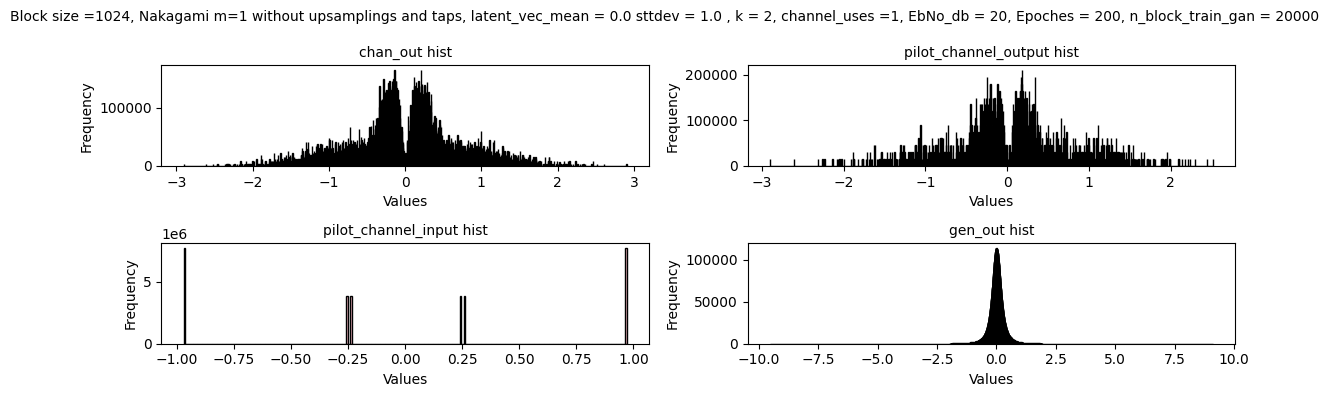 Block size =1024, Nakagami m=1 without upsamplings and taps, latent_vec_mean = 0.0 sttdev = 1.0 , k = 2, channel_uses =1, EbNo_db = 20, Epoches = 200, n_block_train_gan = 20000
chan_out hist
Frequency
100000
0
−3 −2 −1 0 1 2 3
Values
pilot_channel_output hist
Frequency
200000
100000
0
−3 −2 −1 0 1 2
Values
pilot_channel_input hist
1e6
Frequency
5
0
−1.00 −0.75 −0.50 −0.25 0.00 0.25 0.50 0.75 1.00
Values
gen_out hist
Frequency
100000
50000
0
−10.0 −7.5 −5.0 −2.5 0.0 2.5 5.0 7.5 10.0
Values